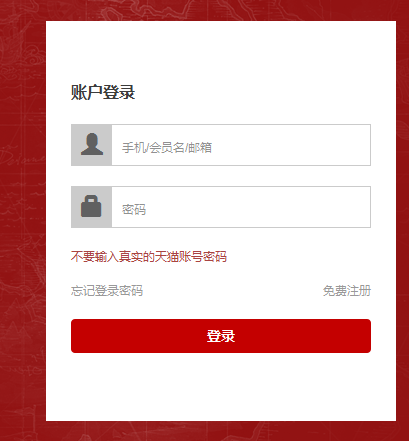 账户登录
手机/会员名/邮箱
密码
不要输入真实的天猫账号密码
忘记登录密码 免费注册
登录